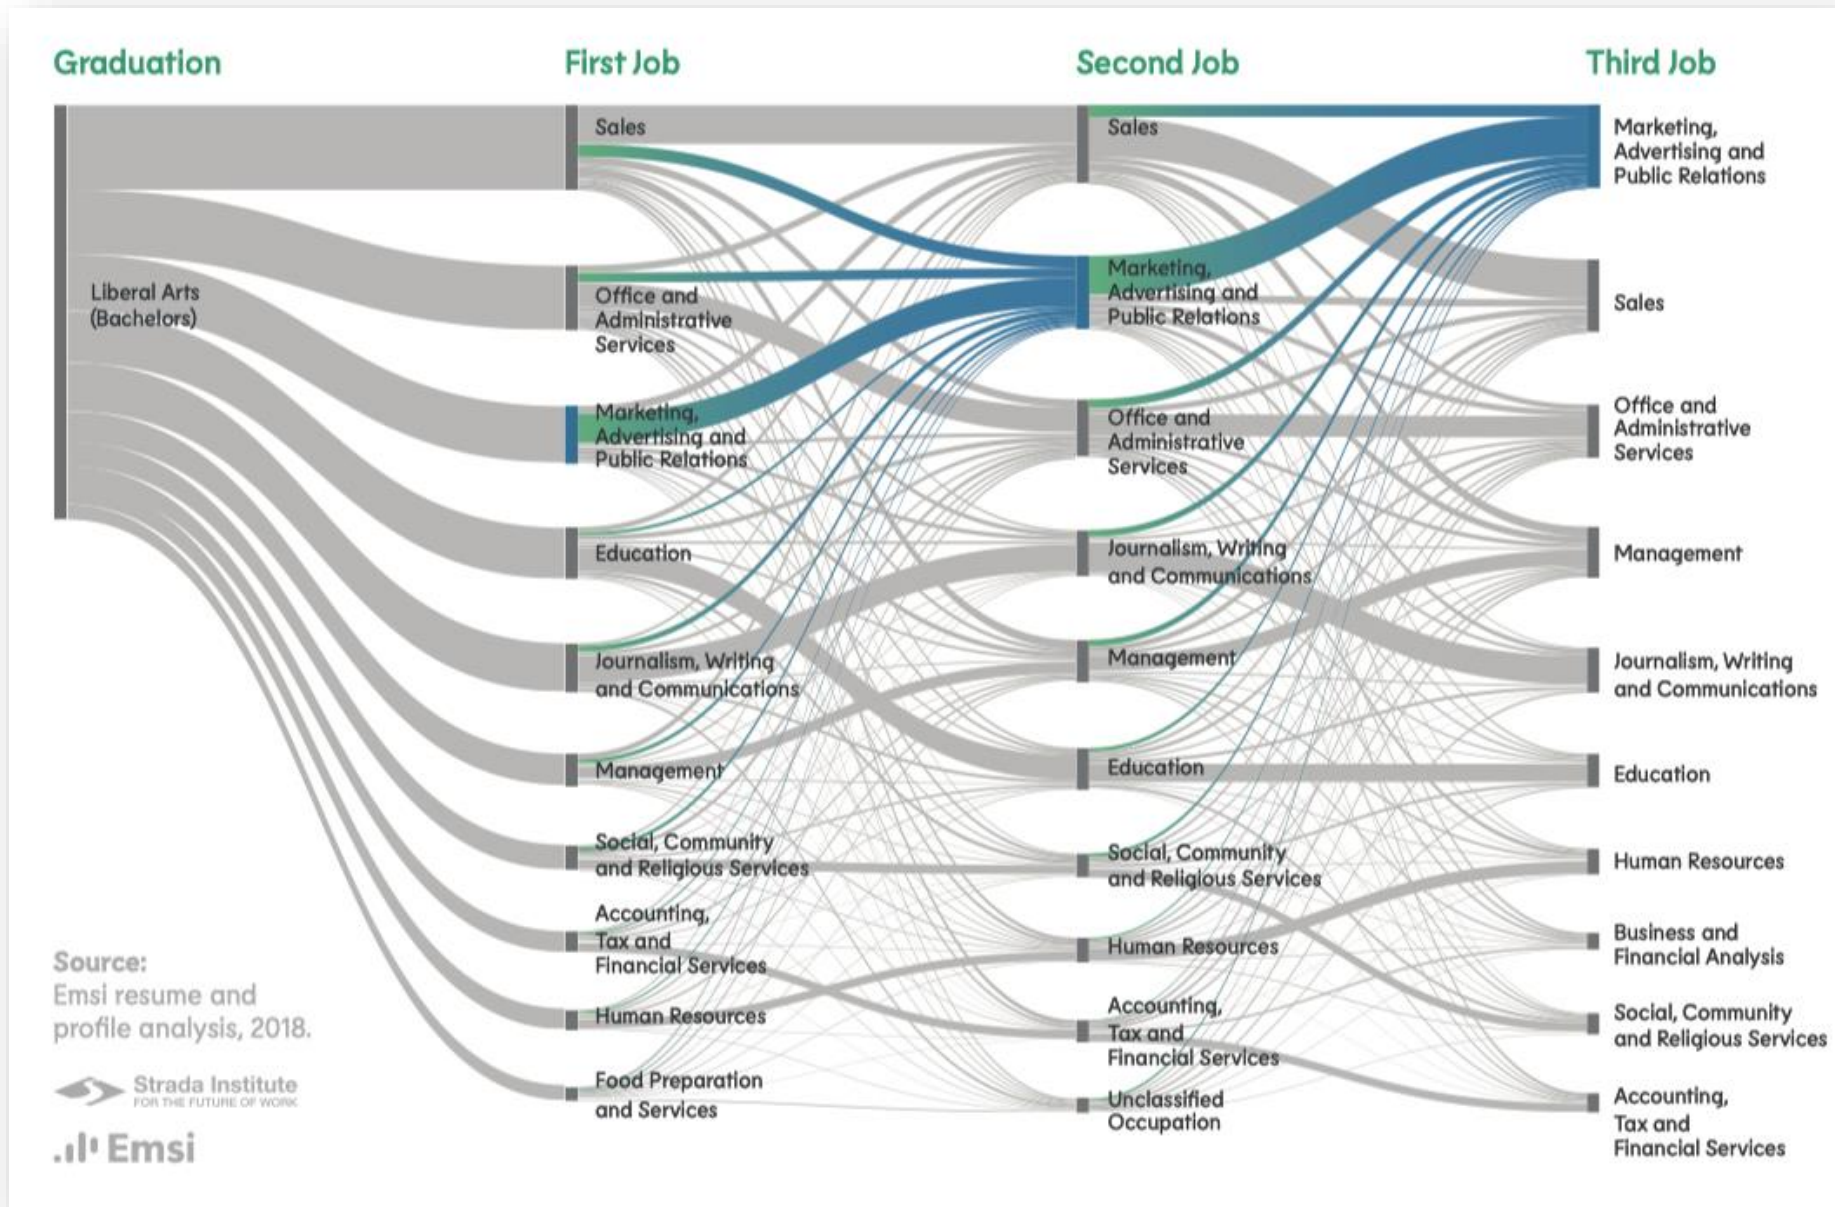 Graduation
First Job
Second Job
Third Job
Liberal Arts
(Bachelors)
Sales
Office and
Administrative
Services
Marketing,
Advertising and
Public Relations
Education
Journalism, Writing
and Communications
Management
Social, Community
and Religious Services
Accounting,
Tax and
Financial Services
Human Resources
Food Preparation
and Services
Sales
Marketing,
Advertising and
Public Relations
Office and
Administrative
Services
Journalism, Writing
and Communications
Management
Education
Social, Community
and Religious Services
Human Resources
Accounting,
Tax and
Financial Services
Unclassified
Occupation
Marketing,
Advertising and
Public Relations
Sales
Office and
Administrative
Services
Management
Journalism, Writing
and Communications
Education
Human Resources
Business and
Financial Analysis
Social, Community
and Religious Services
Accounting,
Tax and
Financial Services
Source:
Emsi resume and
profile analysis, 2018.
Strada Institute
FOR THE FUTURE OF WORK
Emsi